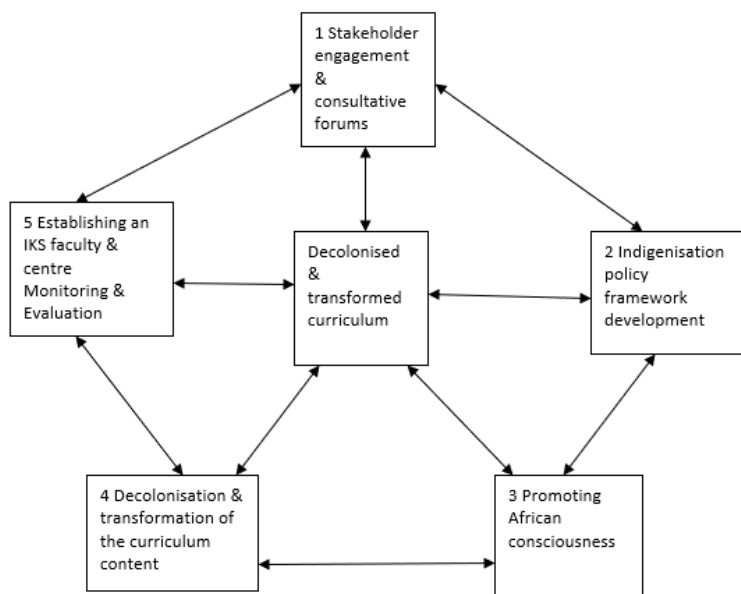 1 Stakeholder
engagement
&
consultative
forums
5 Establishing an
IKS faculty &
centre
Monitoring &
Evaluation
Decolonised
&
transformed
curriculum
2 Indigenisation
policy
framework
development
4 Decolonisation &
transformation of
the curriculum
content
3 Promoting
African
consciousness